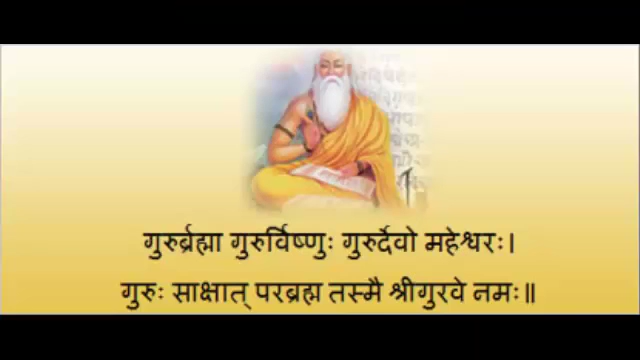 गुरुर्ब्रह्मा गुरुर्विष्णुः गुरुर्देवो महेश्वरः।
गुरुः साक्षात् परब्रह्म तस्मै श्रीगुरवे नमः॥